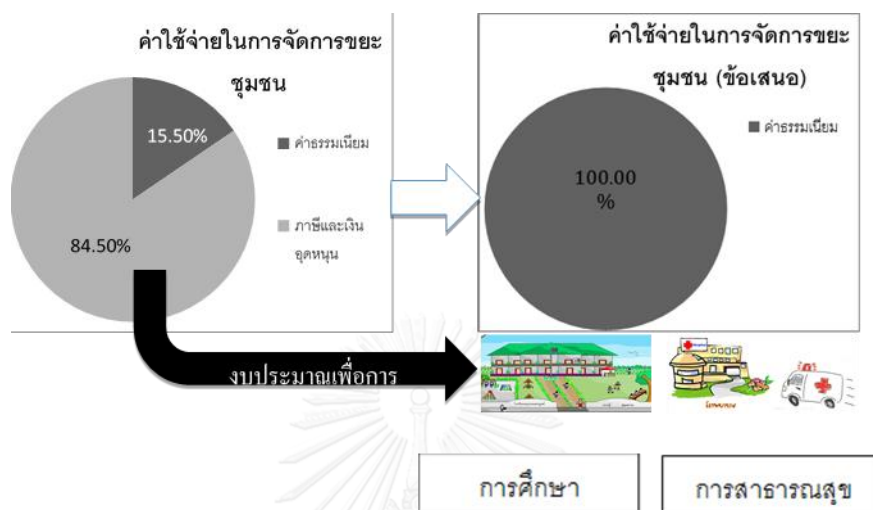 ค่าใช้จ่ายในการจัดการขยะ
ชุมชน
15.50%
84.50%
ค่าธรรมเนียม
ภาษีและเงิน
อุดหนุน
ค่าใช้จ่ายในการจัดการขยะ
ชุมชน (ข้อเสนอ)
100.00
%
ค่าธรรมเนียม
งบประมาณเพื่อการ
การศึกษา
การสาธารณสุข